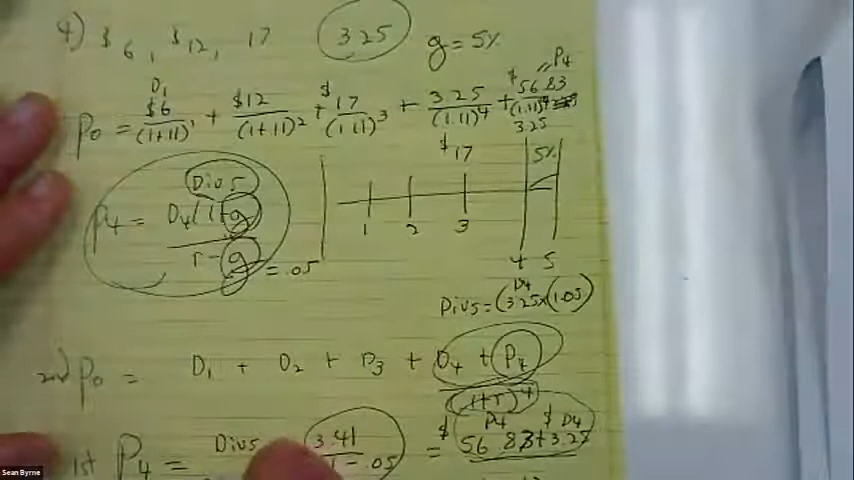 4) $6, $12, 17 3.25 g=5%
D1 "P4
P0 = $6/(1+11)^1 + $12/(1+11)^2 + $17/(1.11)^3 + 3.25/(1.11)^4 + $56.83
3.25
$17 5%
Div5
P4 = D4(1+g)/r-g = .05
1 2 3 4 5
Div5 = (3.25x(1.05)
D4
2nd P0 = D1 + D2 + D3 + D4 + P4
(1+r)^4
P4 $ D4
1st P4 = Div5 3.41 - .05 = $56.83+3.25
Sean Byrne